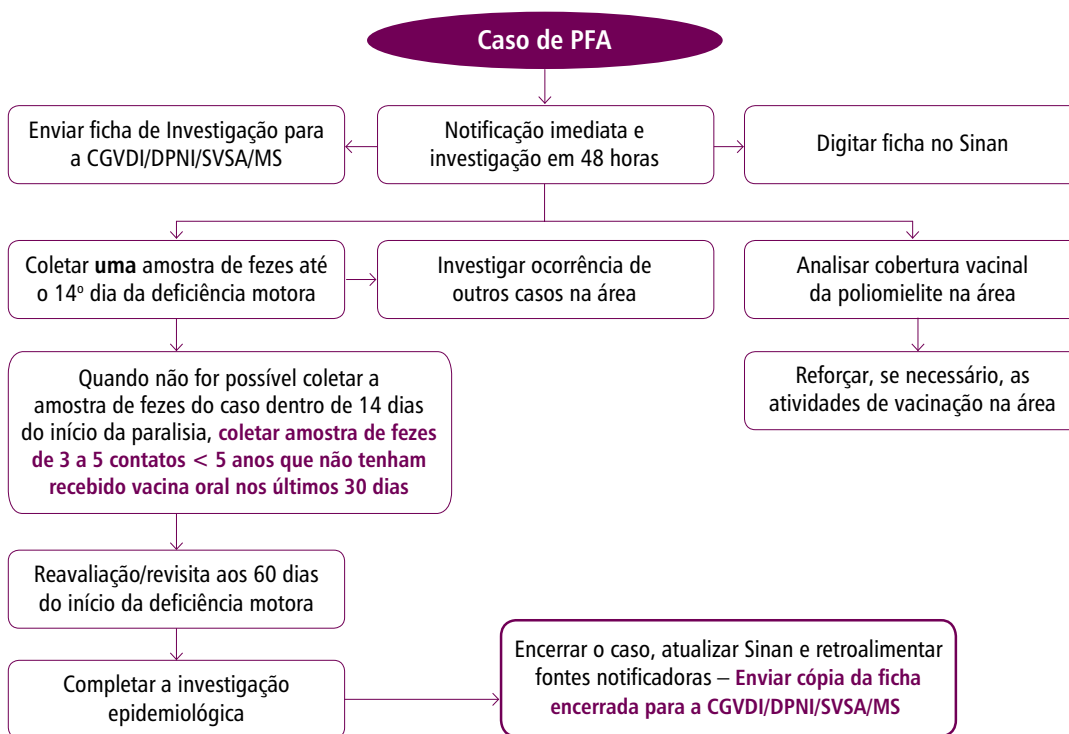 Caso de PFA
Enviar ficha de Investigação para
a CGVDI/DPNI/SVSA/MS
Notificação imediata e
investigação em 48 horas
Digitar ficha no Sinan
Coletar uma amostra de fezes até
o 14º dia da deficiência motora
Investigar ocorrência de
outros casos na área
Analisar cobertura vacinal
da poliomielite na área
Quando não for possível coletar a
amostra de fezes do caso dentro de 14 dias
do início da paralisia, coletar amostra de fezes
de 3 a 5 contatos < 5 anos que não tenham
recebido vacina oral nos últimos 30 dias
Reforçar, se necessário, as
atividades de vacinação na área
Reavaliação/revisita aos 60 dias
do início da deficiência motora
Completar a investigação
epidemiológica
Encerrar o caso, atualizar Sinan e retroalimentar
fontes notificadoras – Enviar cópia da ficha
encerrada para a CGVDI/DPNI/SVSA/MS